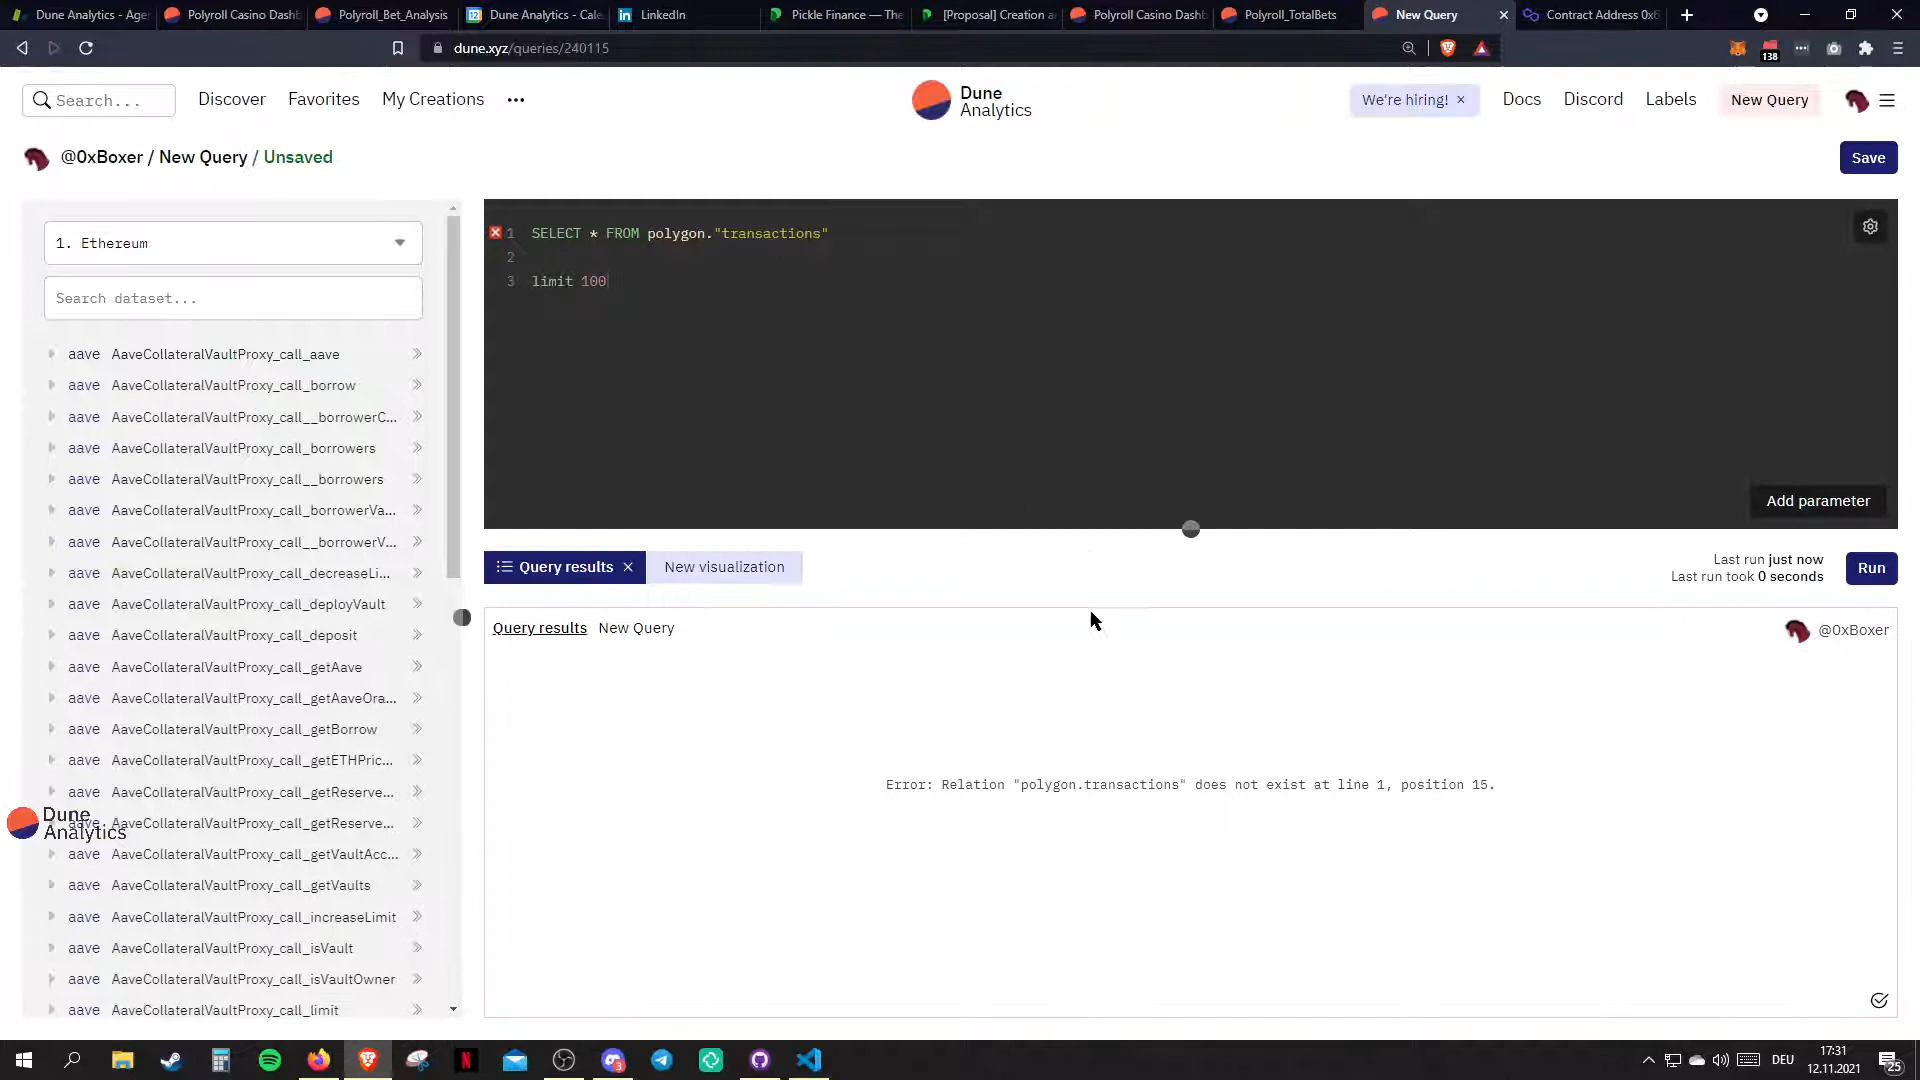 Dune Analytics - Ager
Polyroll Casino Dashb
Polyroll_Bet_Analysis
Dune Analytics - Cale
LinkedIn
Pickle Finance — The
[Proposal] Creation a
Polyroll Casino Dashb
Polyroll_TotalBets
New Query
Contract Address 0x6
dune.xyz/queries/240115
138
Search...
Discover
Favorites
My Creations
Dune
Analytics
We're hiring! ×
Docs
Discord
Labels
New Query
@0xBoxer / New Query / Unsaved
Save
1. Ethereum
Search dataset...
aave AaveCollateralVaultProxy_call_aave
aave AaveCollateralVaultProxy_call_borrow
aave AaveCollateralVaultProxy_call__borrowerC...
aave AaveCollateralVaultProxy_call_borrowers
aave AaveCollateralVaultProxy_call__borrowers
aave AaveCollateralVaultProxy_call_borrowerVa...
aave AaveCollateralVaultProxy_call__borrowerV...
aave AaveCollateralVaultProxy_call_decreaseLi...
aave AaveCollateralVaultProxy_call_deployVault
aave AaveCollateralVaultProxy_call_deposit
aave AaveCollateralVaultProxy_call_getAave
aave AaveCollateralVaultProxy_call_getAaveOra...
aave AaveCollateralVaultProxy_call_getBorrow
aave AaveCollateralVaultProxy_call_getETHPric...
aave AaveCollateralVaultProxy_call_getReserve...
aave AaveCollateralVaultProxy_call_getReserve...
aave AaveCollateralVaultProxy_call_getVaultAcc...
aave AaveCollateralVaultProxy_call_getVaults
aave AaveCollateralVaultProxy_call_increaseLimit
aave AaveCollateralVaultProxy_call_isVault
aave AaveCollateralVaultProxy_call_isVaultOwner
aave AaveCollateralVaultProxy_call_limit
Dune
Analytics
1 SELECT * FROM polygon."transactions"
2
3 limit 100
Add parameter
Query results ×
New visualization
Last run just now
Last run took 0 seconds
Run
Query results New Query
@0xBoxer
Error: Relation "polygon.transactions" does not exist at line 1, position 15.
3
DEU
17:31
12.11.2021
25